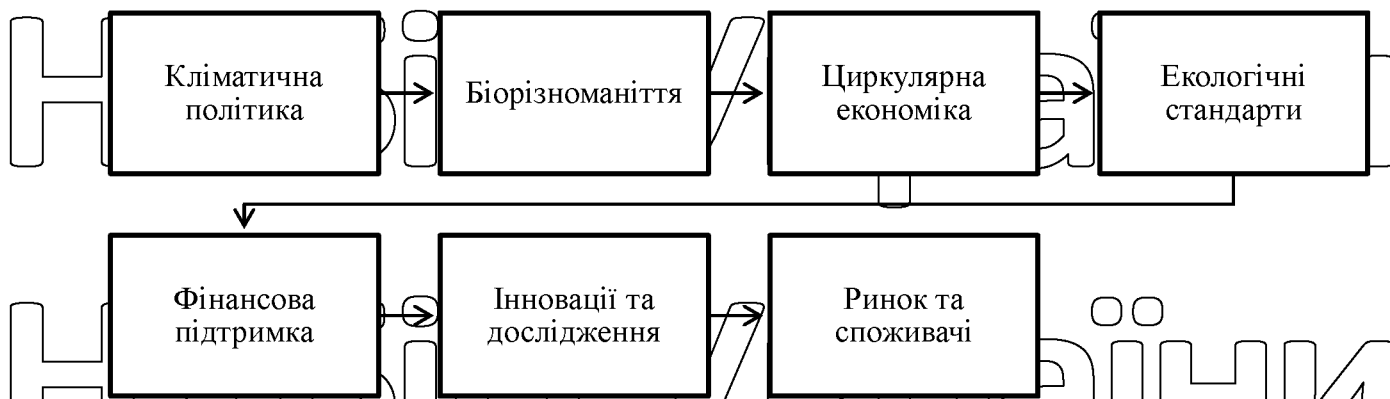 Кліматична
політика
Біорізноманіття
Циркулярна
економіка
Екологічні
стандарти
Фінансова
підтримка
Інновації та
дослідження
Ринок та
споживачі